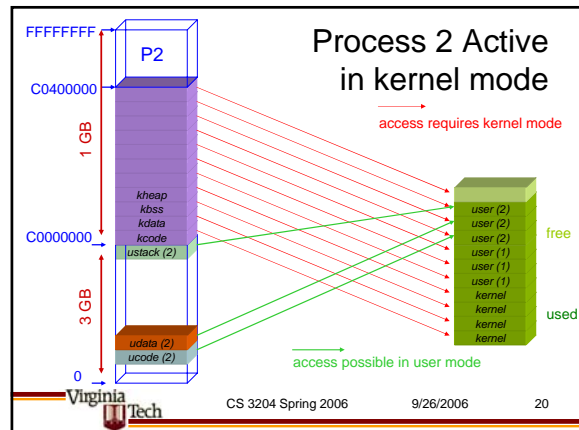 Process 2 Active
in kernel mode
FFFFFFFF
P2
C0400000
access requires kernel mode
1 GB
kheap
kbss
kdata
kcode
C0000000
ustack (2)
user (2)
user (2)
user (2)
user (1)
user (1)
user (1)
kernel
kernel
kernel
kernel
free
used
3 GB
udata (2)
ucode (2)
access possible in user mode
0
Virginia
Tech
CS 3204 Spring 2006
9/26/2006
20